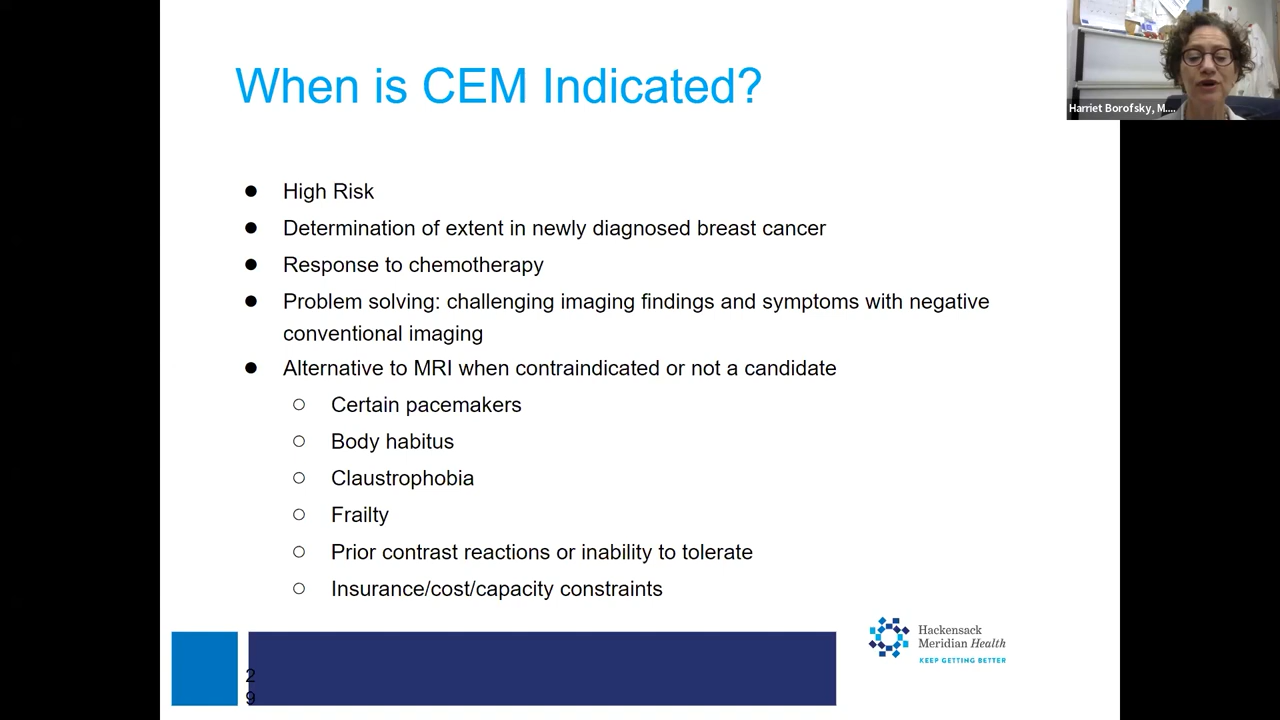 When is CEM Indicated?
Harriet Borofsky, M....
● High Risk
● Determination of extent in newly diagnosed breast cancer
● Response to chemotherapy
● Problem solving: challenging imaging findings and symptoms with negative
conventional imaging
● Alternative to MRI when contraindicated or not a candidate
○ Certain pacemakers
○ Body habitus
○ Claustrophobia
○ Frailty
○ Prior contrast reactions or inability to tolerate
○ Insurance/cost/capacity constraints
Hackensack
Meridian Health
KEEP GETTING BETTER
2
9